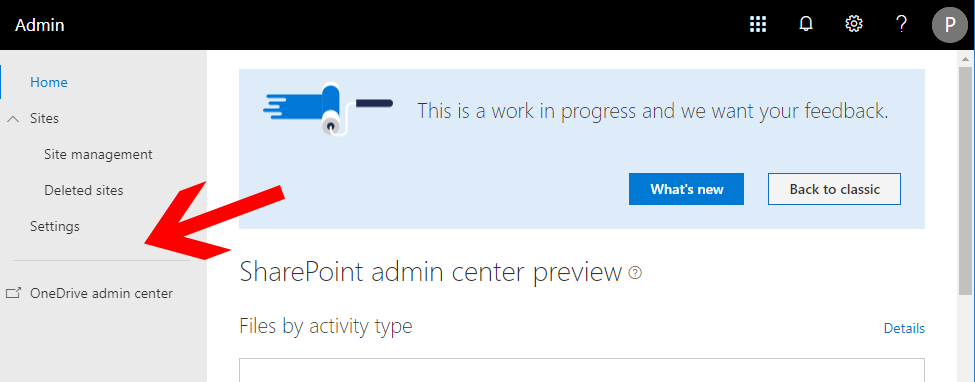 Admin
?
P
Home
Sites
Site management
Deleted sites
Settings
OneDrive admin center
This is a work in progress and we want your feedback.
What's new
Back to classic
SharePoint admin center preview ?
Files by activity type
Details